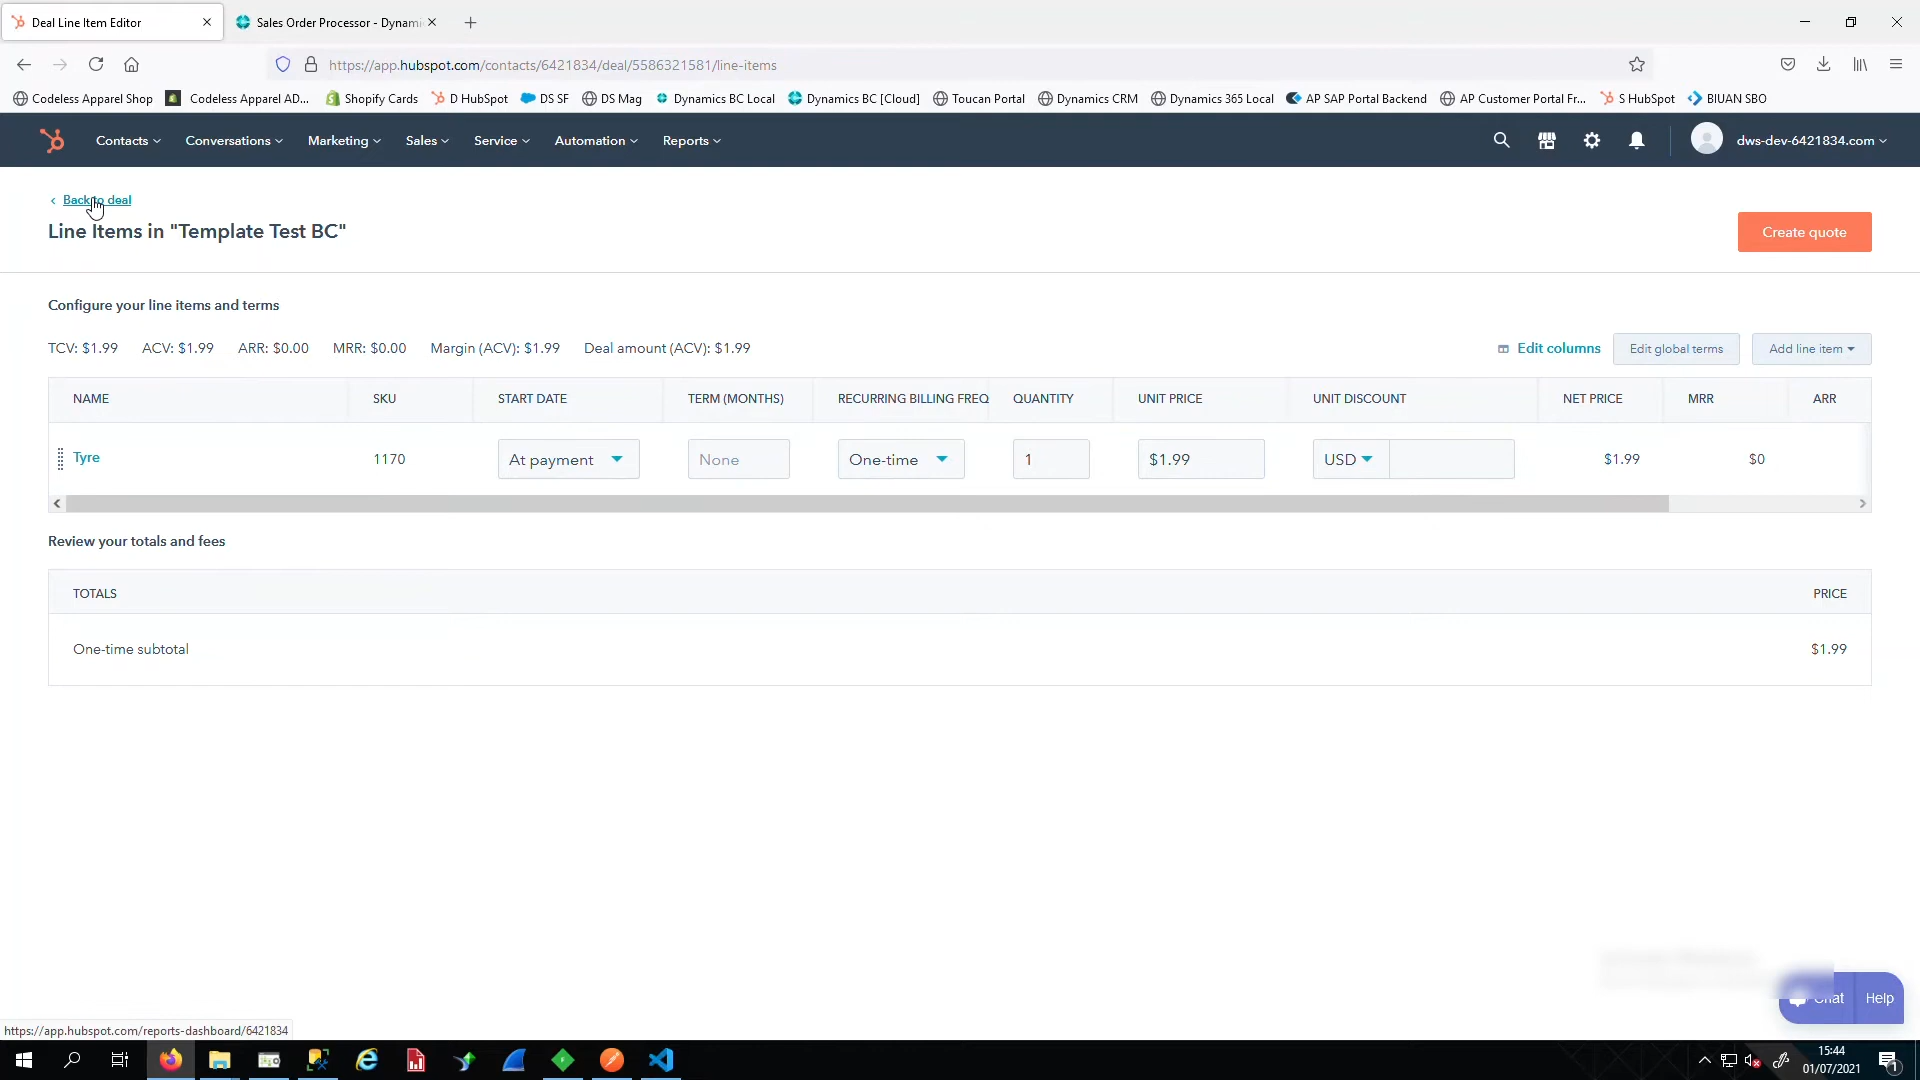 Deal Line Item Editor
Sales Order Processor - Dynami
https://app.hubspot.com/contacts/6421834/deal/5586321581/line-items
Codeless Apparel Shop Codeless Apparel AD... Shopify Cards D HubSpot DS SF DS Mag Dynamics BC Local Dynamics BC [Cloud] Toucan Portal Dynamics CRM Dynamics 365 Local AP SAP Portal Backend AP Customer Portal Fr... S HubSpot BIUAN SBO
Contacts Conversations Marketing Sales Service Automation Reports dws-dev-6421834.com
Back to deal
Line Items in "Template Test BC"
Create quote
Configure your line items and terms
TCV: $1.99 ACV: $1.99 ARR: $0.00 MRR: $0.00 Margin (ACV): $1.99 Deal amount (ACV): $1.99 Edit columns Edit global terms Add line item
NAME SKU START DATE TERM (MONTHS) RECURRING BILLING FREQ QUANTITY UNIT PRICE UNIT DISCOUNT NET PRICE MRR ARR
Tyre 1170 At payment None One-time 1 $1.99 USD $1.99 $0
Review your totals and fees
TOTALS PRICE
One-time subtotal $1.99
Chat Help
https://app.hubspot.com/reports-dashboard/6421834
15:44
01/07/2021
1